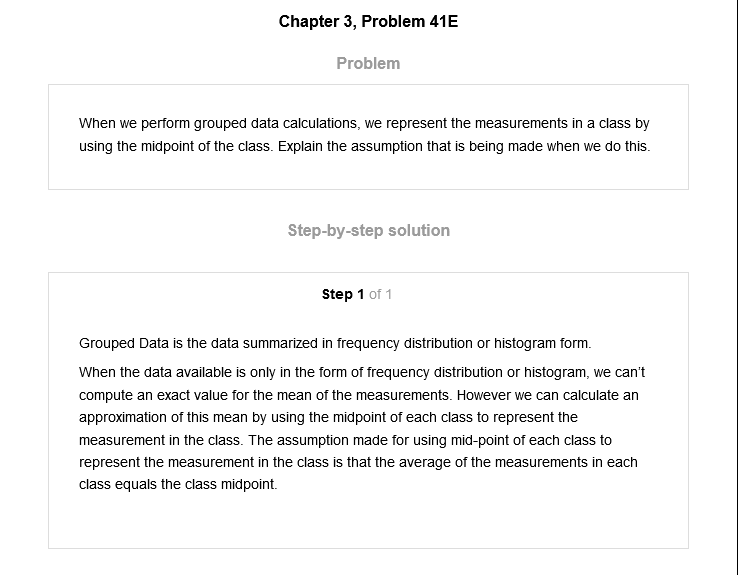 Chapter 3, Problem 41E
Problem
When we perform grouped data calculations, we represent the measurements in a class by
using the midpoint of the class. Explain the assumption that is being made when we do this.
Step-by-step solution
Step 1 of 1
Grouped Data is the data summarized in frequency distribution or histogram form.
When the data available is only in the form of frequency distribution or histogram, we can't
compute an exact value for the mean of the measurements. However we can calculate an
approximation of this mean by using the midpoint of each class to represent the
measurement in the class. The assumption made for using mid-point of each class to
represent the measurement in the class is that the average of the measurements in each
class equals the class midpoint.